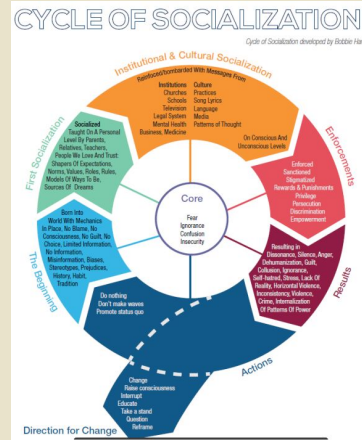 CYCLE OF SOCIALIZATION
Cycle of Socialization developed by Bobbie Har
Institutional & Cultural Socialization
Reinforced/bombarded With Messages From
Institutions
Churches
Schools
Television
Legal System
Mental Health
Business, Medicine
Culture
Practices
Song Lyrics
Language
Media
Patterns of Thought
On Conscious And
Unconscious Levels
First Socialization
Socialized
Taught On A Personal
Level By Parents,
Relatives, Teachers,
People We Love And Trust:
Shapers Of Expectations,
Norms, Values, Roles, Rules,
Models Of Ways To Be,
Sources Of Dreams
Enforcements
Enforced
Sanctioned
Stigmatized
Rewards & Punishments
Privilege
Persecution
Discrimination
Empowerment
Core
Fear
Ignorance
Confusion
Insecurity
The Beginning
Born Into
World With Mechanics
In Place, No Blame, No
Consciousness, No Guilt, No
Choice, Limited Information,
No Information,
Misinformation, Biases,
Stereotypes, Prejudices,
History, Habit,
Tradition
Results
Resulting in
Dissonance, Silence, Anger,
Dehumanization, Guilt,
Collusion, Ignorance,
Self-hatred, Stress, Lack Of
Reality, Horizontal Violence,
Inconsistency, Violence,
Crime, Internalization
Of Patterns Of Power
Do nothing
Don't make waves
Promote status quo
Actions
Change
Raise consciousness
Interrupt
Educate
Take a stand
Question
Reframe
Direction for Change